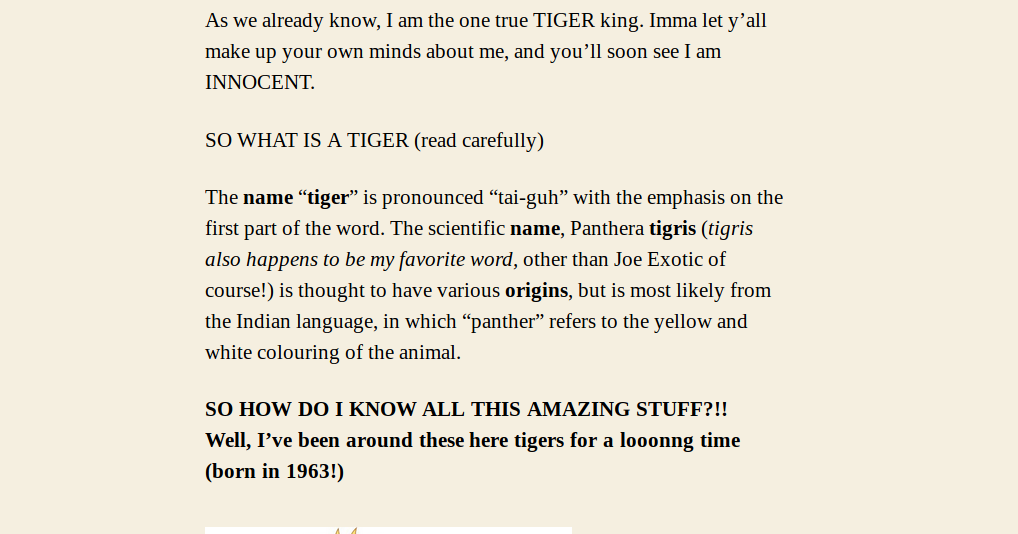 As we already know, I am the one true TIGER king. Imma let y’all
make up your own minds about me, and you’ll soon see I am
INNOCENT.
SO WHAT IS A TIGER (read carefully)
The name “tiger” is pronounced “tai-guh” with the emphasis on the
first part of the word. The scientific name, Panthera tigris (tigris
also happens to be my favorite word, other than Joe Exotic of
course!) is thought to have various origins, but is most likely from
the Indian language, in which “panther” refers to the yellow and
white colouring of the animal.
SO HOW DO I KNOW ALL THIS AMAZING STUFF?!!
Well, I’ve been around these here tigers for a looonng time
(born in 1963!)